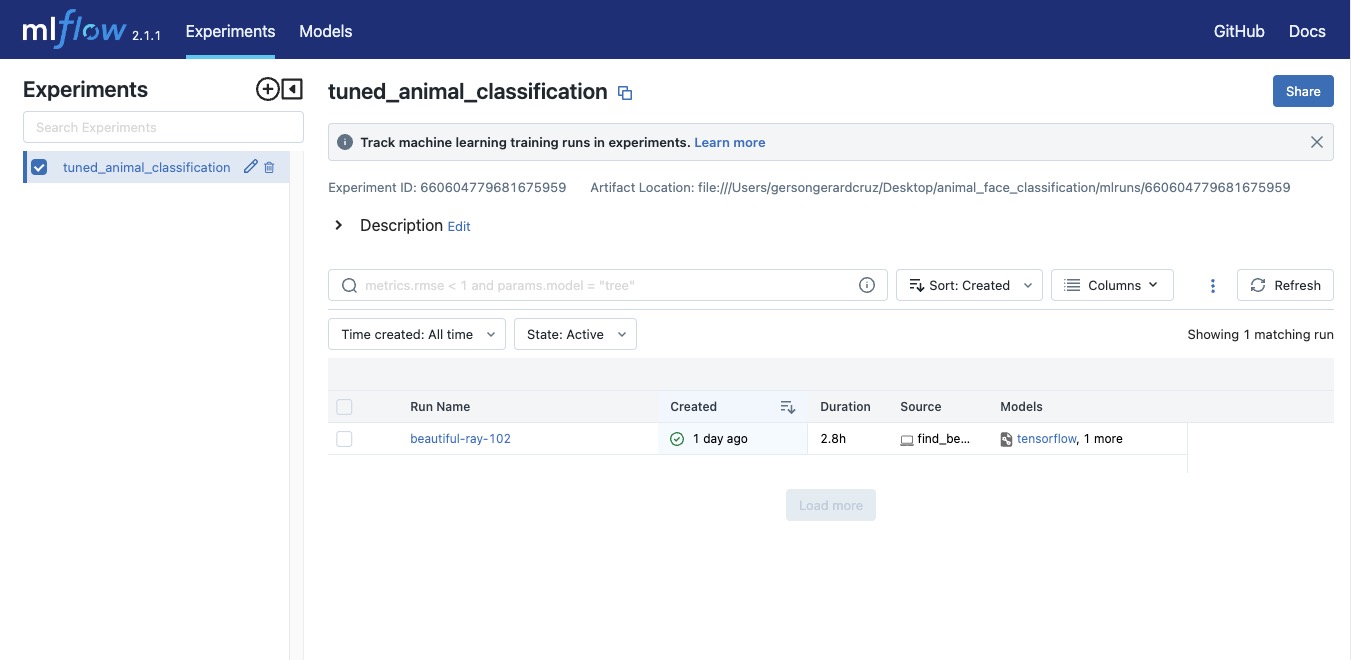 mlflow 2.1.1 Experiments Models GitHub Docs
Experiments
Search Experiments
tuned_animal_classification
tuned_animal_classification
Share
Track machine learning training runs in experiments. Learn more
Experiment ID: 660604779681675959 Artifact Location: file:///Users/gersongerardcruz/Desktop/animal_face_classification/mlruns/660604779681675959
Description Edit
metrics.rmse < 1 and params.model = "tree" Sort: Created Columns Refresh
Time created: All time State: Active Showing 1 matching run
Run Name Created Duration Source Models
beautiful-ray-102 1 day ago 2.8h find_be... tensorflow, 1 more
Load more